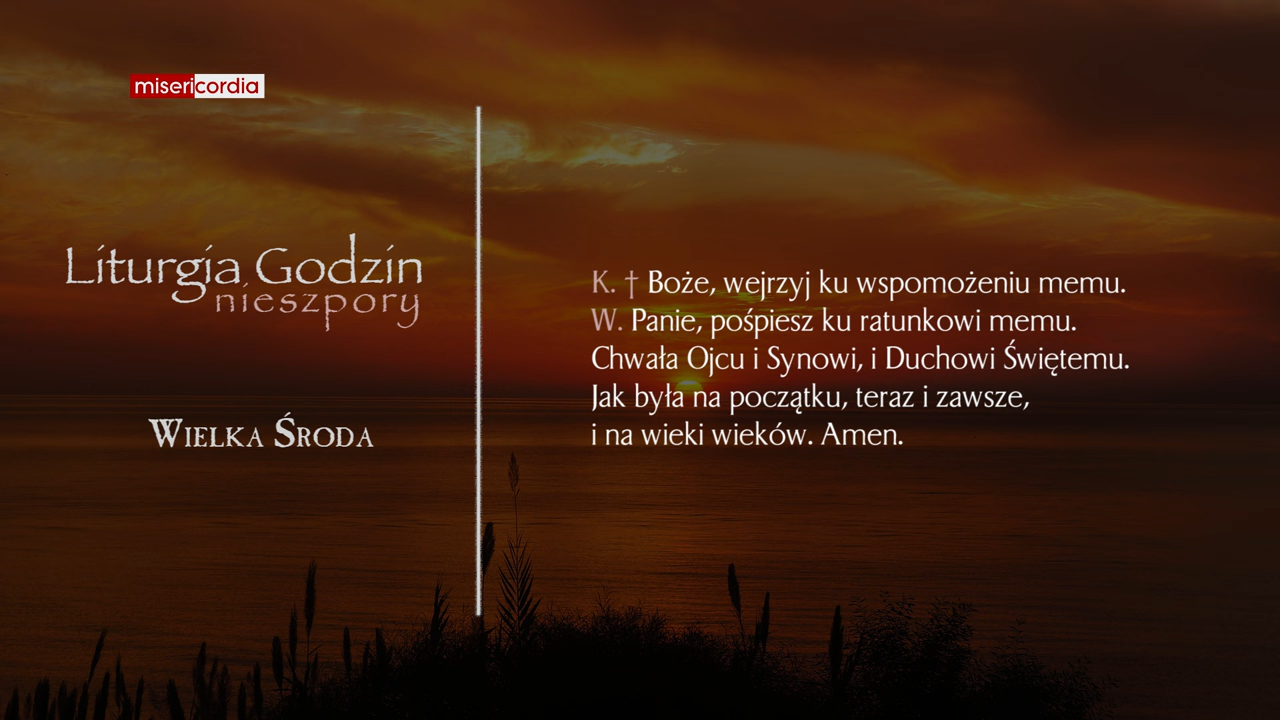 misericordia
Liturgia Godzin
nieszpory
Wielka Środa
K. † Boże, wejrzyj ku wspomożeniu memu.
W. Panie, pośpiesz ku ratunkowi memu.
Chwała Ojcu i Synowi, i Duchowi Świętemu.
Jak była na początku, teraz i zawsze,
i na wieki wieków. Amen.